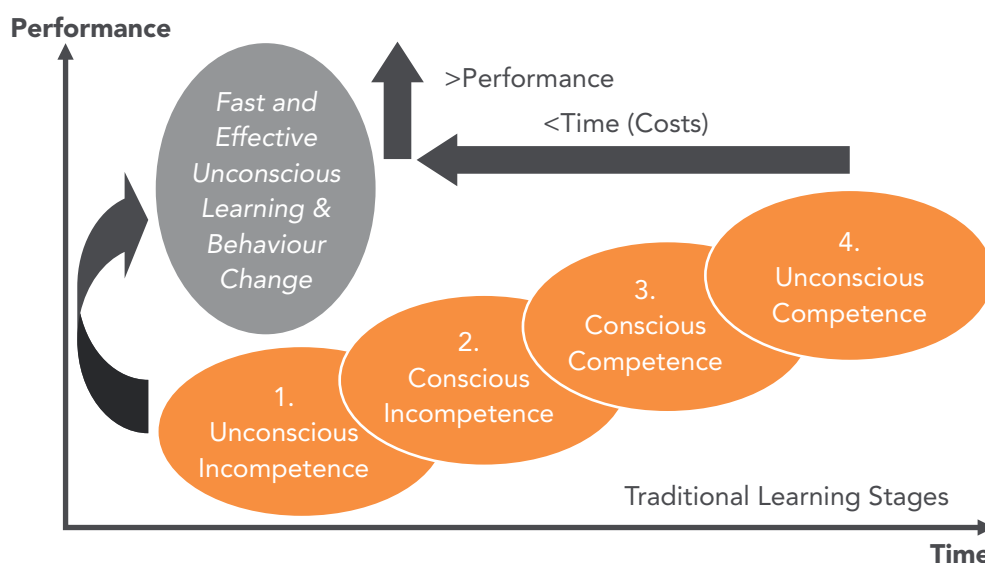 Performance
Fast and
Effective
Unconscious
Learning &
Behaviour
Change
>Performance
<Time (Costs)
1.
Unconscious
Incompetence
2.
Conscious
Incompetence
3.
Conscious
Competence
4.
Unconscious
Competence
Traditional Learning Stages
Time